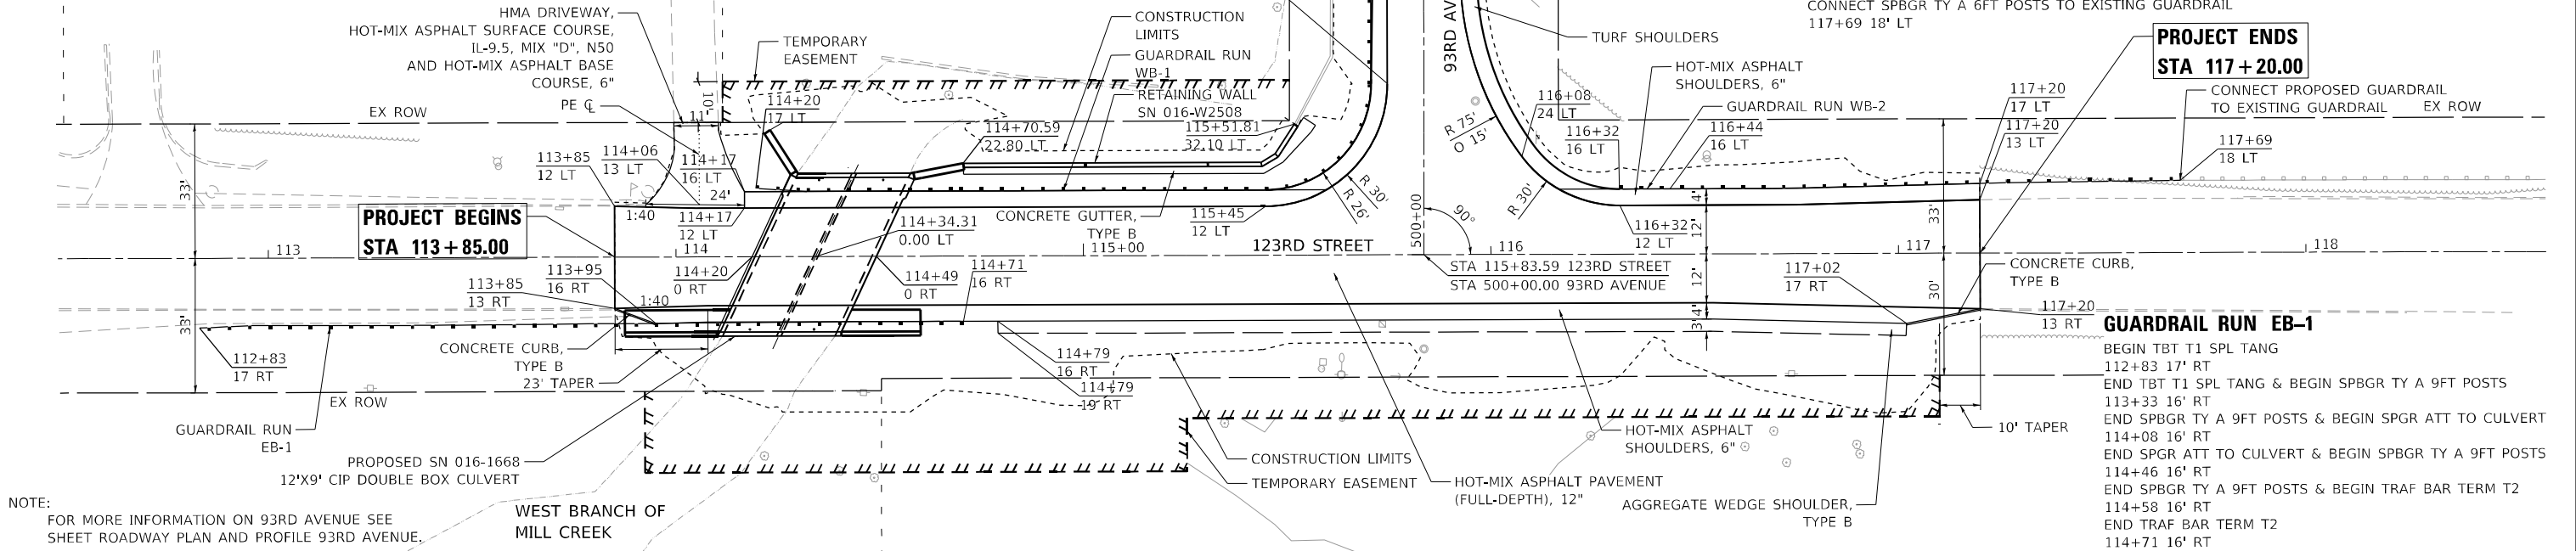 HMA DRIVEWAY,
HOT-MIX ASPHALT SURFACE COURSE,
IL-9.5, MIX "D", N50
AND HOT-MIX ASPHALT BASE
COURSE, 6"
TEMPORARY
EASEMENT
CONSTRUCTION
LIMITS
GUARDRAIL RUN
WB-1
RETAINING WALL
SN 016-W2508
93RD AV
TURF SHOULDERS
HOT-MIX ASPHALT
SHOULDERS, 6"
CONNECT SPBGR TY A 6FT POSTS TO EXISTING GUARDRAIL
117+69 18' LT
PROJECT ENDS
STA 117+20.00
CONNECT PROPOSED GUARDRAIL
TO EXISTING GUARDRAIL
EX ROW
GUARDRAIL RUN WB-2
EX ROW
PE ℄
10'
11'
114+20
17 LT
114+70.59
22.80 LT
115+51.81
32.10 LT
R 75'
O 15'
116+08
24 LT
116+32
16 LT
116+44
16 LT
117+20
17 LT
117+20
13 LT
117+69
18 LT
113+85
12 LT
114+06
13 LT
114+17
16 LT
24'
33'
1:40
114+17
12 LT
PROJECT BEGINS
STA 113+85.00
113
114
114+34.31
0.00 LT
CONCRETE GUTTER,
TYPE B
115+45
12 LT
115+00
R 30'
R 26'
123RD STREET
500+00
90°
R 30'
116
116+32
12 LT
4'
12'
33'
117
118
113+95
16 RT
113+85
13 RT
1:40
114+20
0 RT
114+49
0 RT
114+71
16 RT
STA 115+83.59 123RD STREET
STA 500+00.00 93RD AVENUE
12'
4'
3'
117+02
17 RT
30'
CONCRETE CURB,
TYPE B
117+20
13 RT
33'
112+83
17 RT
CONCRETE CURB,
TYPE B
23' TAPER
EX ROW
114+79
16 RT
114+79
19 RT
GUARDRAIL RUN
EB-1
PROPOSED SN 016-1668
12'X9' CIP DOUBLE BOX CULVERT
CONSTRUCTION LIMITS
TEMPORARY EASEMENT
HOT-MIX ASPHALT
SHOULDERS, 6"
HOT-MIX ASPHALT PAVEMENT
(FULL-DEPTH), 12"
AGGREGATE WEDGE SHOULDER,
TYPE B
10' TAPER
GUARDRAIL RUN EB-1
BEGIN TBT T1 SPL TANG
112+83 17' RT
END TBT T1 SPL TANG & BEGIN SPBGR TY A 9FT POSTS
113+33 16' RT
END SPBGR TY A 9FT POSTS & BEGIN SPGR ATT TO CULVERT
114+08 16' RT
END SPGR ATT TO CULVERT & BEGIN SPBGR TY A 9FT POSTS
114+46 16' RT
END SPBGR TY A 9FT POSTS & BEGIN TRAF BAR TERM T2
114+58 16' RT
END TRAF BAR TERM T2
114+71 16' RT
NOTE:
FOR MORE INFORMATION ON 93RD AVENUE SEE
SHEET ROADWAY PLAN AND PROFILE 93RD AVENUE.
WEST BRANCH OF
MILL CREEK